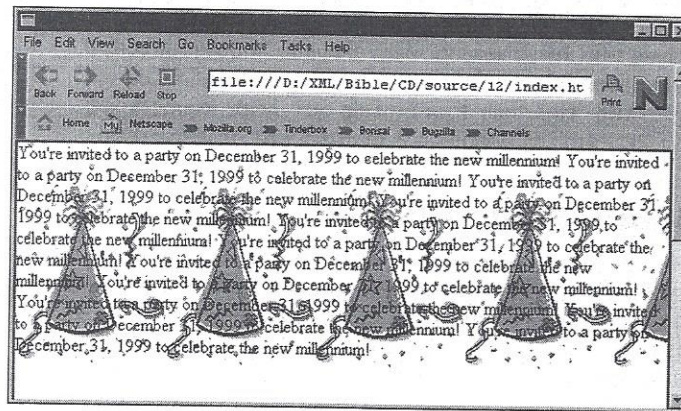 File Edit View Search Go Bookmarks Tasks Help
Back Forward Reload Stop
file:///D:/XML/Bible/CD/source/12/index.ht
Print
N
Home My Netscape Mozilla.org Tinderbox Bonsai Bugzilla Channels
You're invited to a party on December 31, 1999 to celebrate the new millennium! You're invited
to a party on December 31, 1999 to celebrate the new millennium! You're invited to a party on
December 31, 1999 to celebrate the new millennium! You're invited to a party on December 31,
1999 to celebrate the new millennium! You're invited to a party on December 31, 1999 to
celebrate the new millennium! You're invited to a party on December 31, 1999 to celebrate the
new millennium! You're invited to a party on December 31, 1999 to celebrate the new
millennium! You're invited to a party on December 31, 1999 to celebrate the new millennium!
You're invited to a party on December 31, 1999 to celebrate the new millennium! You're invited
to a party on December 31, 1999 to celebrate the new millennium! You're invited to a party on
December 31, 1999 to celebrate the new millennium!